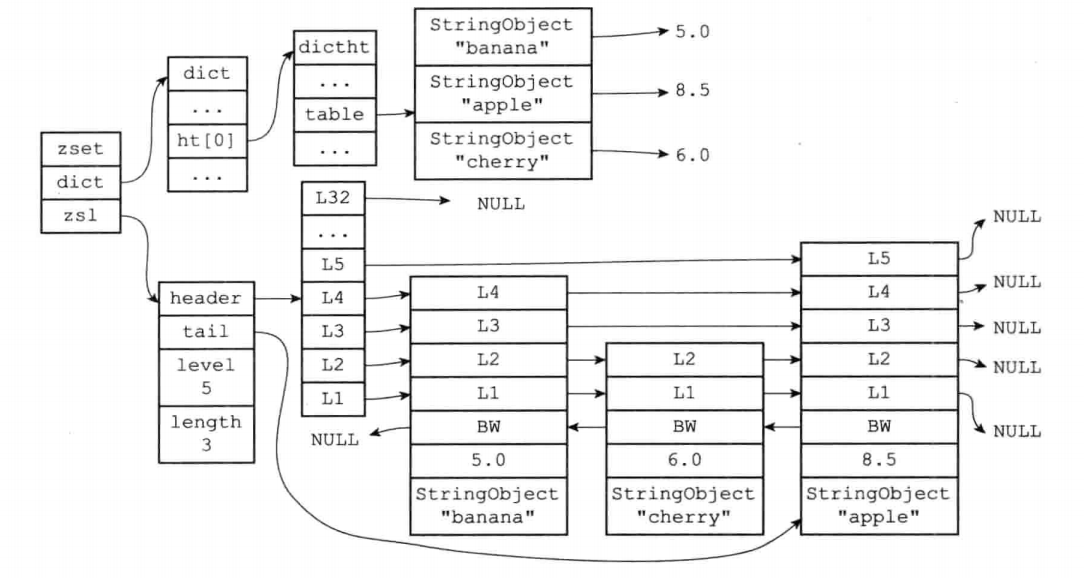 zset
dict
zsl
dict
...
ht[0]
...
dictht
...
table
...
StringObject
"banana"
StringObject
"apple"
StringObject
"cherry"
5.0
8.5
6.0
header
tail
level
5
length
3
L32
...
L5
L4
L3
L2
L1
NULL
NULL
L4
L3
L2
L1
BW
5.0
StringObject
"banana"
L2
L1
BW
6.0
StringObject
"cherry"
L5
L4
L3
L2
L1
BW
8.5
StringObject
"apple"
NULL
NULL
NULL
NULL
NULL